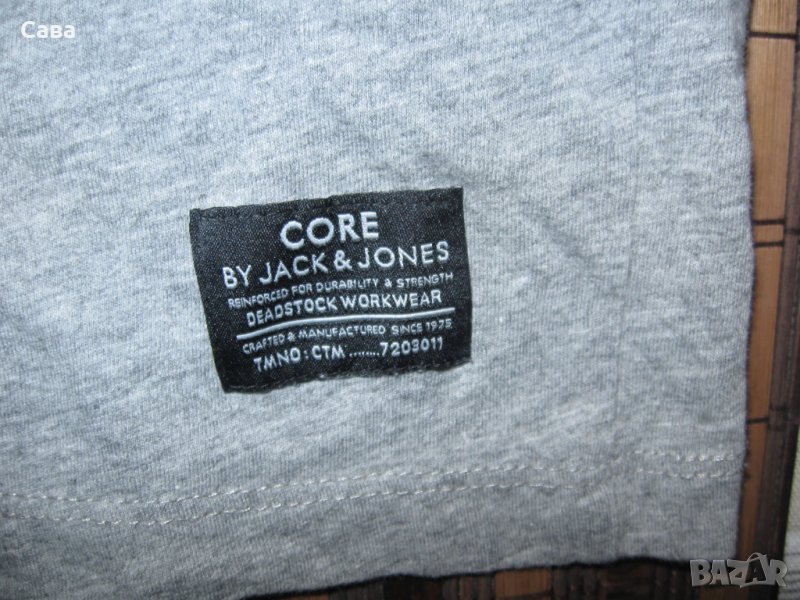 Сава
CORE
BY JACK & JONES
REINFORCED FOR DURABILITY & STRENGTH
DEADSTOCK WORKWEAR
CRAFTED & MANUFACTURED SINCE 1975
TMNO : CTM ........7203011
BAZAR